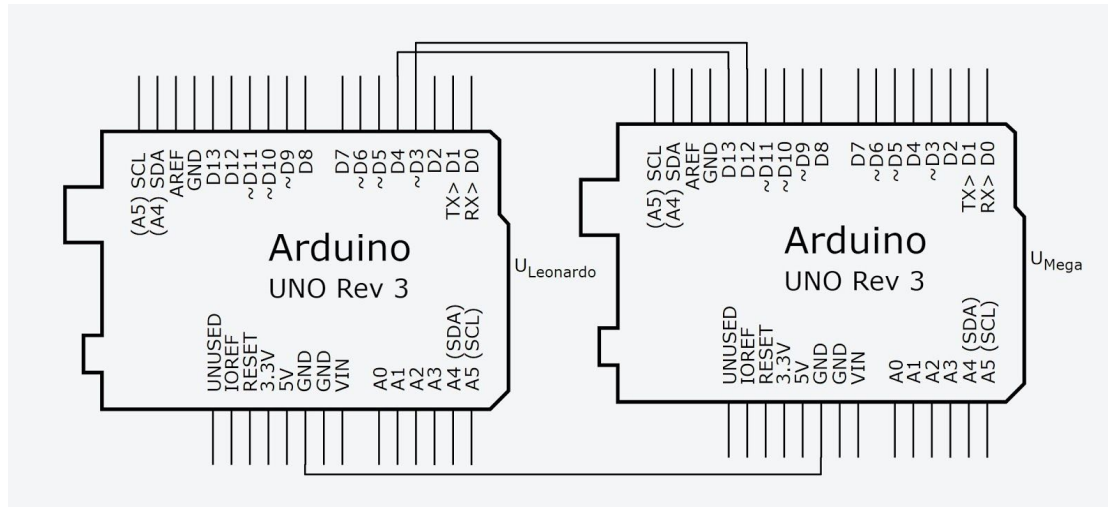 (A5) SCL
(A4) SDA
AREF
GND
D13
D12
~D11
~D10
~D9
D8
D7
~D6
~D5
D4
~D3
D2
TX> D1
RX> D0
Arduino
UNO Rev 3
ULeonardo
UNUSED
IOREF
RESET
3.3V
5V
GND
GND
VIN
A0
A1
A2
A3
A4 (SDA)
A5 (SCL)
(A5) SCL
(A4) SDA
AREF
GND
D13
D12
~D11
~D10
~D9
D8
D7
~D6
~D5
D4
~D3
D2
TX> D1
RX> D0
Arduino
UNO Rev 3
UMega
UNUSED
IOREF
RESET
3.3V
5V
GND
GND
VIN
A0
A1
A2
A3
A4 (SDA)
A5 (SCL)